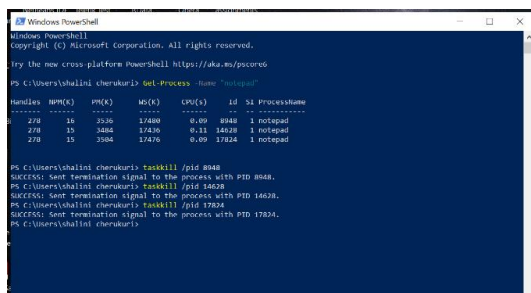 Windows PowerShell
Windows PowerShell
Copyright (C) Microsoft Corporation. All rights reserved.
Try the new cross-platform PowerShell https://aka.ms/pscore6
PS C:\Users\shalini cherukuri> Get-Process -Name "notepad"
Handles NPM(K) PM(K) WS(K) CPU(s) Id SI ProcessName
------- ------ ----- ----- ------ -- -- -----------
278 16 3536 17480 0.09 8948 1 notepad
278 15 3484 17436 0.11 14628 1 notepad
278 15 3504 17476 0.09 17824 1 notepad
PS C:\Users\shalini cherukuri> taskkill /pid 8948
SUCCESS: Sent termination signal to the process with PID 8948.
PS C:\Users\shalini cherukuri> taskkill /pid 14628
SUCCESS: Sent termination signal to the process with PID 14628.
PS C:\Users\shalini cherukuri> taskkill /pid 17824
SUCCESS: Sent termination signal to the process with PID 17824.
PS C:\Users\shalini cherukuri>